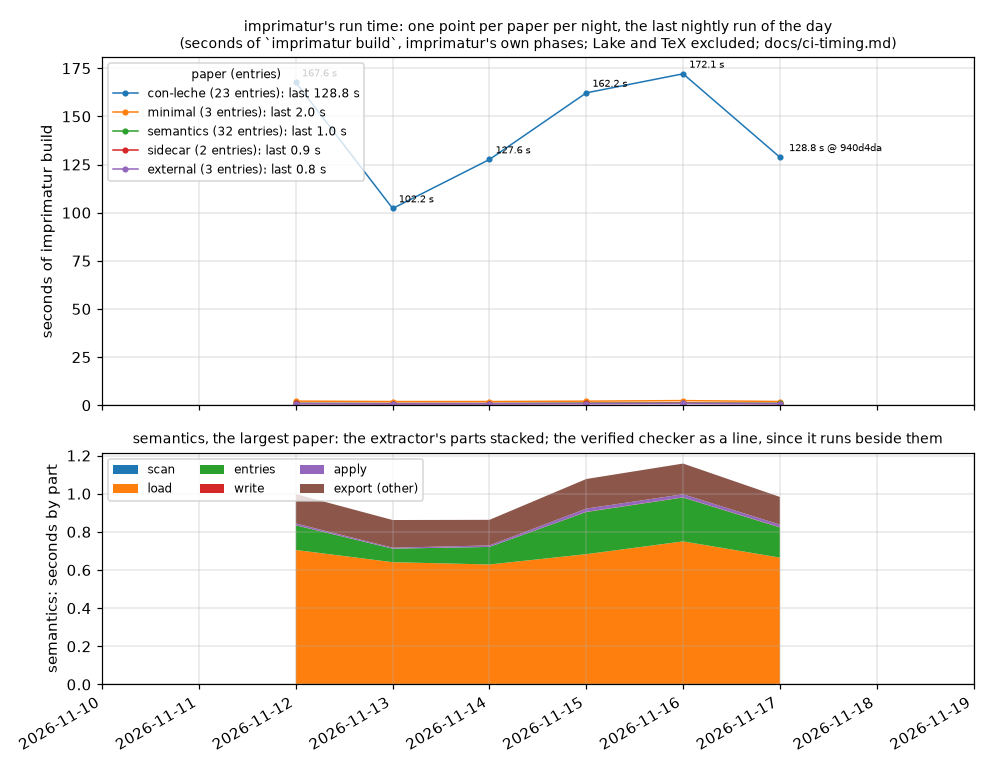 imprimatur's run time: one point per paper per night, the last nightly run of the day
(seconds of `imprimatur build`, imprimatur's own phases; Lake and TeX excluded; docs/ci-timing.md)
seconds of imprimatur build
175
150
125
100
75
50
25
0
paper (entries)
con-leche (23 entries): last 128.8 s
minimal (3 entries): last 2.0 s
semantics (32 entries): last 1.0 s
sidecar (2 entries): last 0.9 s
external (3 entries): last 0.8 s
167.6 s
102.2 s
127.6 s
162.2 s
172.1 s
128.8 s @ 940d4da
semantics, the largest paper: the extractor's parts stacked; the verified checker as a line, since it runs beside them
semantics: seconds by part
1.2
1.0
0.8
0.6
0.4
0.2
0.0
scan
load
entries
write
apply
export (other)
2026-11-10
2026-11-11
2026-11-12
2026-11-13
2026-11-14
2026-11-15
2026-11-16
2026-11-17
2026-11-18
2026-11-19